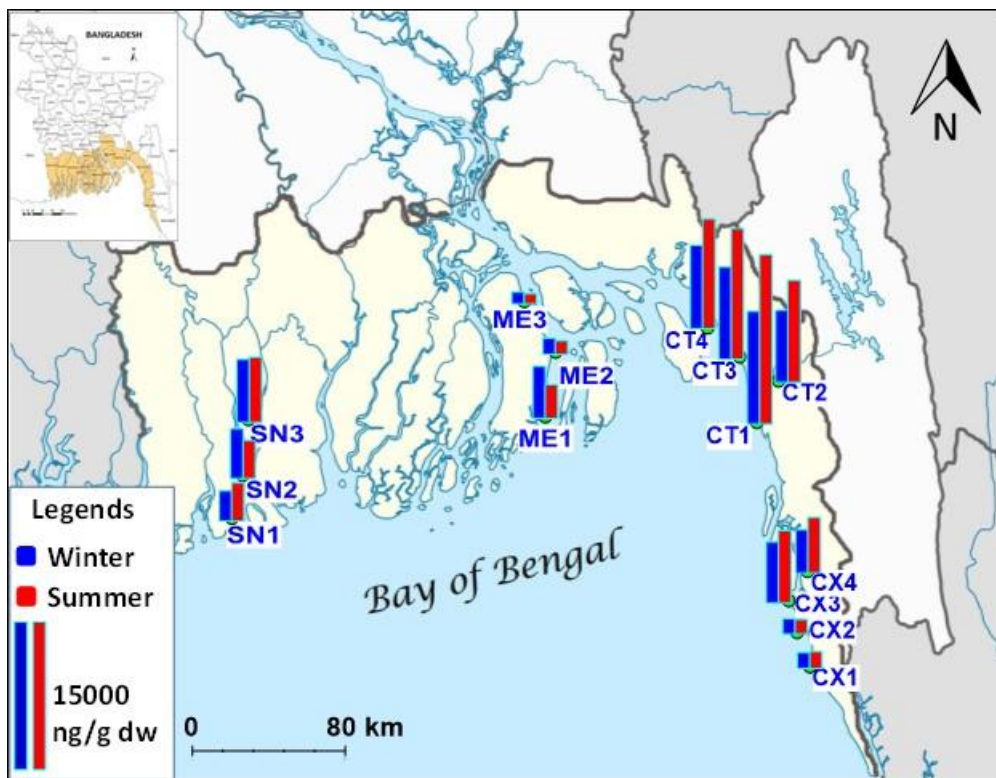 BANGLADESH
N
ME3
ME2
ME1
CT4
CT3
CT2
CT1
SN3
SN2
SN1
Legends
Winter
Summer
15000
ng/g dw
Bay of Bengal
CX4
CX3
CX2
CX1
0 80 km